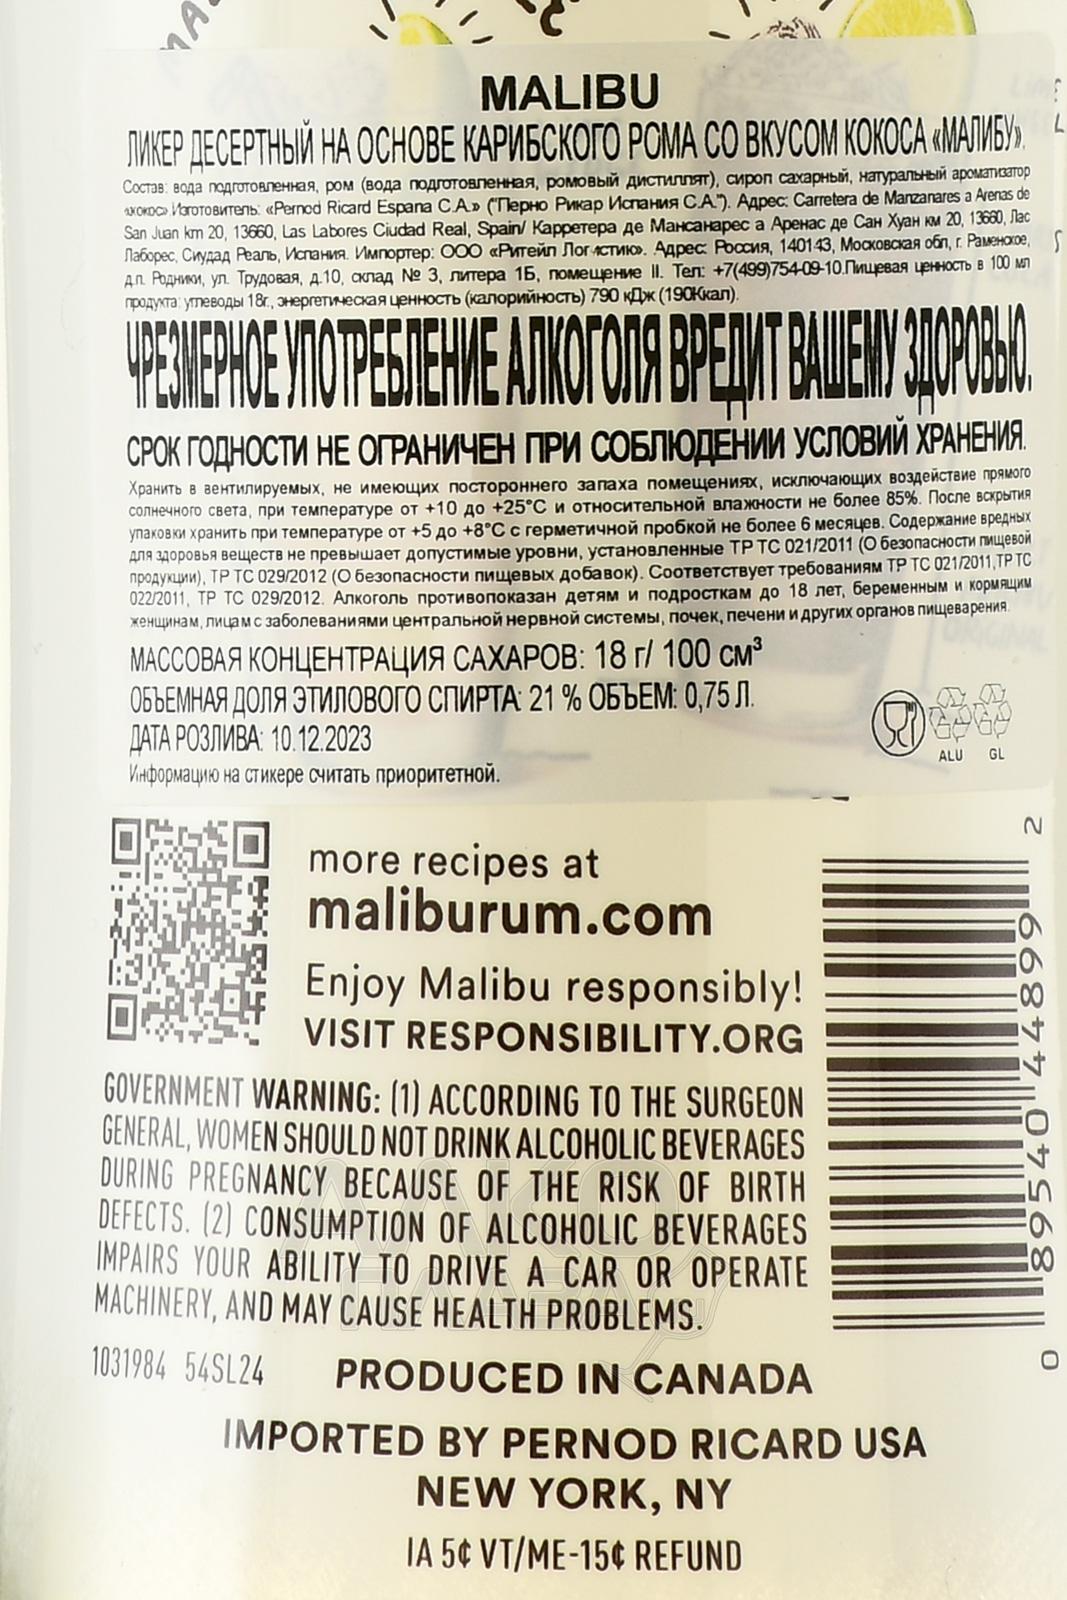 MAL
MALIBU
ЛИКЕР ДЕСЕРТНЫЙ НА ОСНОВЕ КАРИБСКОГО РОМА СО ВКУСОМ КОКОСА «МАЛИБУ».
Состав: вода подготовленная, ром (вода подготовленная, ромовый дистиллят), сироп сахарный, натуральный ароматизатор
«кокос» Изготовитель: «Pernod Ricard Espana C.A.» ("Перно Рикар Испания С.А."). Адрес: Carretera de Manzanares a Arenas de
San Juan km 20, 13660, Las Labores Ciudad Real, Spain/ Карретера де Мансанарес а Аренас де Сан Хуан км 20, 13660, Лас
Лаборес, Сиудад Реаль, Испания. Импортер: ООО «Ритейл Логистик». Адрес: Россия, 140143, Московская обл, г. Раменское,
д.п. Родники, ул. Трудовая, д.10, склад № 3, литера 1Б, помещение II. Тел: +7(499)754-09-10.Пищевая ценность в 100 мл
продукта: углеводы 18г., энергетическая ценность (калорийность) 790 кДж (190Ккал).
ЧРЕЗМЕРНОЕ УПОТРЕБЛЕНИЕ АЛКОГОЛЯ ВРЕДИТ ВАШЕМУ ЗДОРОВЬЮ.
СРОК ГОДНОСТИ НЕ ОГРАНИЧЕН ПРИ СОБЛЮДЕНИИ УСЛОВИЙ ХРАНЕНИЯ.
Хранить в вентилируемых, не имеющих постороннего запаха помещениях, исключающих воздействие прямого
солнечного света, при температуре от +10 до +25°С и относительной влажности не более 85%. После вскрытия
упаковки хранить при температуре от +5 до +8°С с герметичной пробкой не более 6 месяцев. Содержание вредных
для здоровья веществ не превышает допустимые уровни, установленные ТР ТС 021/2011 (О безопасности пищевой
продукции), ТР ТС 029/2012 (О безопасности пищевых добавок). Соответствует требованиям ТР ТС 021/2011,ТР ТС
022/2011, ТР ТС 029/2012. Алкоголь противопоказан детям и подросткам до 18 лет, беременным и кормящим
женщинам, лицам с заболеваниями центральной нервной системы, почек, печени и других органов пищеварения.
МАССОВАЯ КОНЦЕНТРАЦИЯ САХАРОВ: 18 г/ 100 см³
ОБЪЕМНАЯ ДОЛЯ ЭТИЛОВОГО СПИРТА: 21 % ОБЪЕМ: 0,75 Л.
ДАТА РОЗЛИВА: 10.12.2023
Информацию на стикере считать приоритетной.
ALU GL
more recipes at
maliburum.com
Enjoy Malibu responsibly!
VISIT RESPONSIBILITY.ORG
GOVERNMENT WARNING: (1) ACCORDING TO THE SURGEON
GENERAL, WOMEN SHOULD NOT DRINK ALCOHOLIC BEVERAGES
DURING PREGNANCY BECAUSE OF THE RISK OF BIRTH
DEFECTS. (2) CONSUMPTION OF ALCOHOLIC BEVERAGES
IMPAIRS YOUR ABILITY TO DRIVE A CAR OR OPERATE
MACHINERY, AND MAY CAUSE HEALTH PROBLEMS.
0 89540 44899 2
1031984 54SL24
PRODUCED IN CANADA
IMPORTED BY PERNOD RICARD USA
NEW YORK, NY
IA 5¢ VT/ME-15¢ REFUND